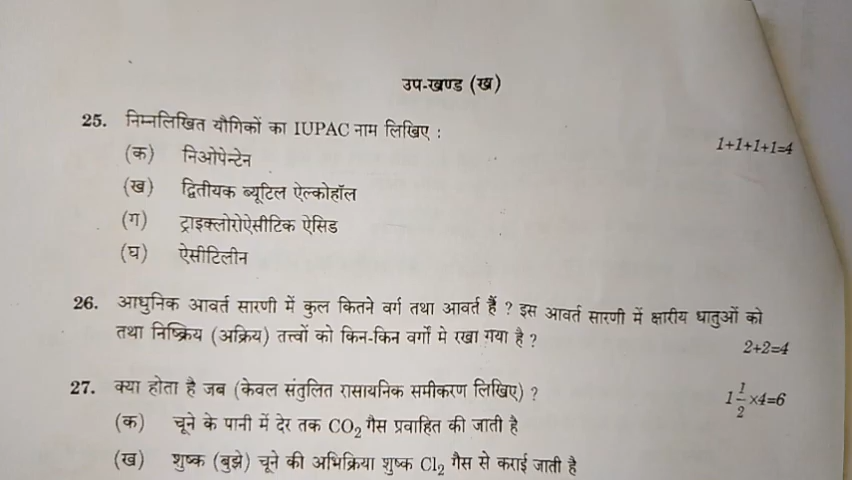 उप-खण्ड (ख)
25. निम्नलिखित यौगिकों का IUPAC नाम लिखिए :
1+1+1+1=4
(क) निओपेन्टेन
(ख) द्वितीयक ब्यूटिल ऐल्कोहॉल
(ग) ट्राइक्लोरोऐसीटिक ऐसिड
(घ) ऐसीटिलीन
26. आधुनिक आवर्त सारणी में कुल कितने वर्ग तथा आवर्त हैं ? इस आवर्त सारणी में क्षारीय धातुओं को
तथा निष्क्रिय (अक्रिय) तत्त्वों को किन-किन वर्गों मे रखा गया है ?
2+2=4
27. क्या होता है जब (केवल संतुलित रासायनिक समीकरण लिखिए) ?
1 1/2 ×4=6
(क) चूने के पानी में देर तक CO₂ गैस प्रवाहित की जाती है
(ख) शुष्क (बुझे) चूने की अभिक्रिया शुष्क Cl₂ गैस से कराई जाती है